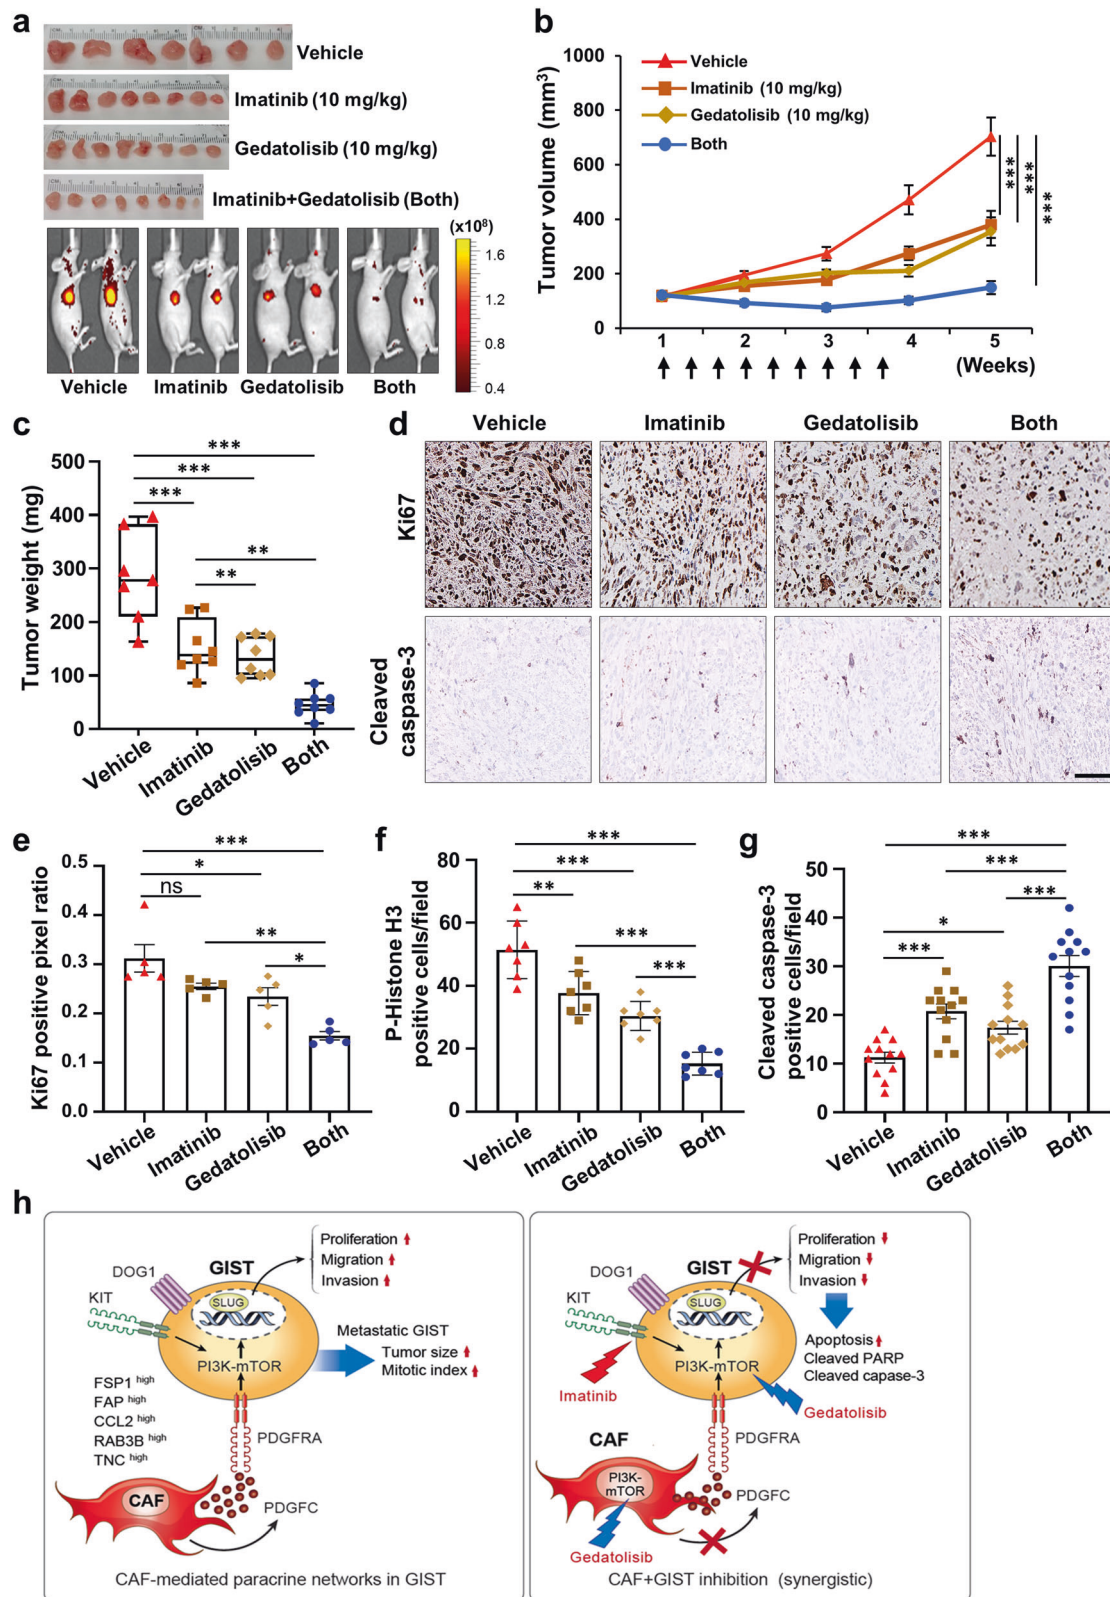 a
Vehicle
Imatinib (10 mg/kg)
Gedatolisib (10 mg/kg)
Imatinib+Gedatolisib (Both)
(x10⁸)
1.6
1.2
0.8
0.4
Vehicle Imatinib Gedatolisib Both
b
Tumor volume (mm³)
1000
800
600
400
200
0
Vehicle
Imatinib (10 mg/kg)
Gedatolisib (10 mg/kg)
Both
***
***
***
1 2 3 4 5
(Weeks)
c
Tumor weight (mg)
500
400
300
200
100
0
***
***
***
**
**
Vehicle Imatinib Gedatolisib Both
d
Vehicle Imatinib Gedatolisib Both
Ki67
Cleaved
caspase-3
e
Ki67 positive pixel ratio
0.5
0.4
0.3
0.2
0.1
0.0
***
*
ns
**
*
Vehicle Imatinib Gedatolisib Both
f
P-Histone H3
positive cells/field
80
60
40
20
0
***
***
**
***
***
Vehicle Imatinib Gedatolisib Both
g
Cleaved caspase-3
positive cells/field
50
40
30
20
10
0
***
***
***
*
***
Vehicle Imatinib Gedatolisib Both
h
Proliferation
Migration
Invasion
GIST
DOG1
KIT
SLUG
PI3K-mTOR
Metastatic GIST
Tumor size
Mitotic index
FSP1 high
FAP high
CCL2 high
RAB3B high
TNC high
PDGFRA
CAF
PDGFC
CAF-mediated paracrine networks in GIST
Proliferation
Migration
Invasion
GIST
DOG1
KIT
SLUG
PI3K-mTOR
Apoptosis
Cleaved PARP
Cleaved capase-3
Imatinib
Gedatolisib
CAF
PDGFRA
PI3K-
mTOR
PDGFC
Gedatolisib
CAF+GIST inhibition (synergistic)